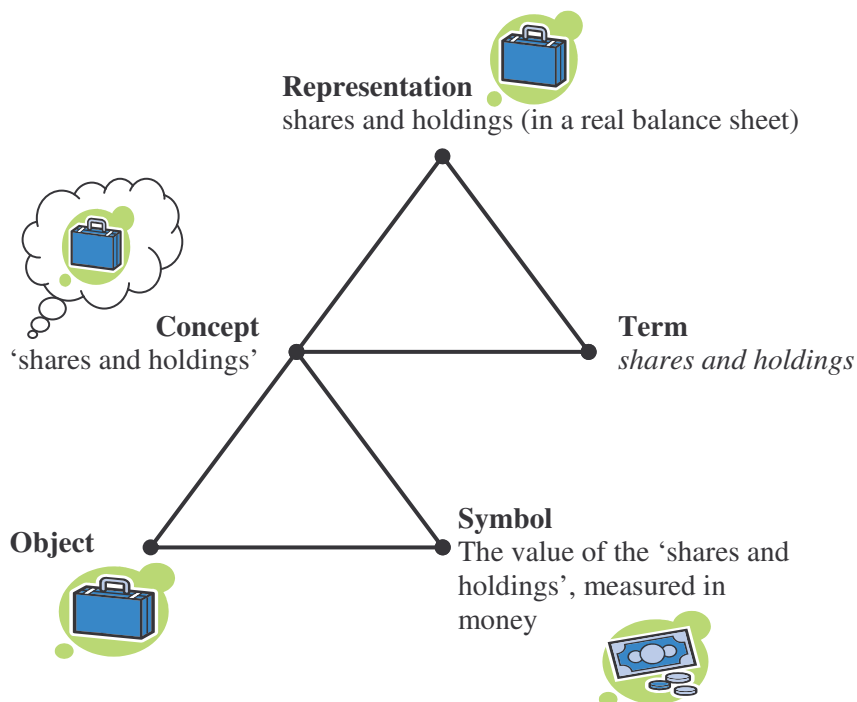 Representation
shares and holdings (in a real balance sheet)
Concept
‘shares and holdings’
Term
shares and holdings
Object
Symbol
The value of the ‘shares and
holdings’, measured in
money